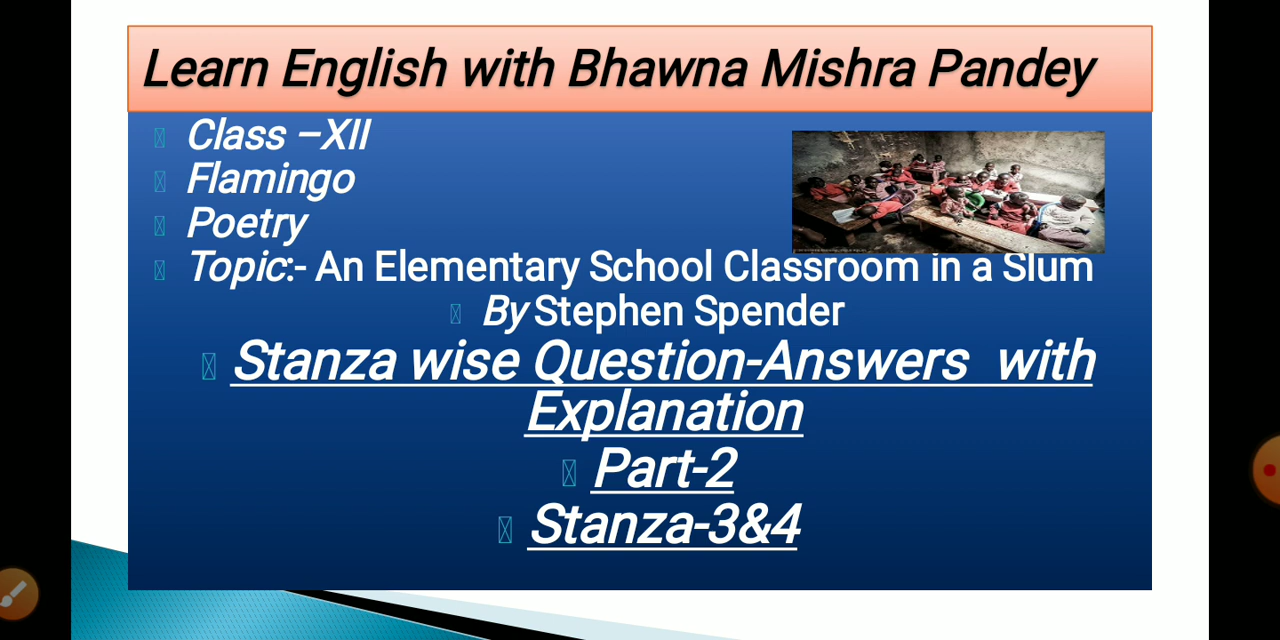 Learn English with Bhawna Mishra Pandey
Class –XII
Flamingo
Poetry
Topic:- An Elementary School Classroom in a Slum
By Stephen Spender
Stanza wise Question-Answers with
Explanation
Part-2
Stanza-3&4